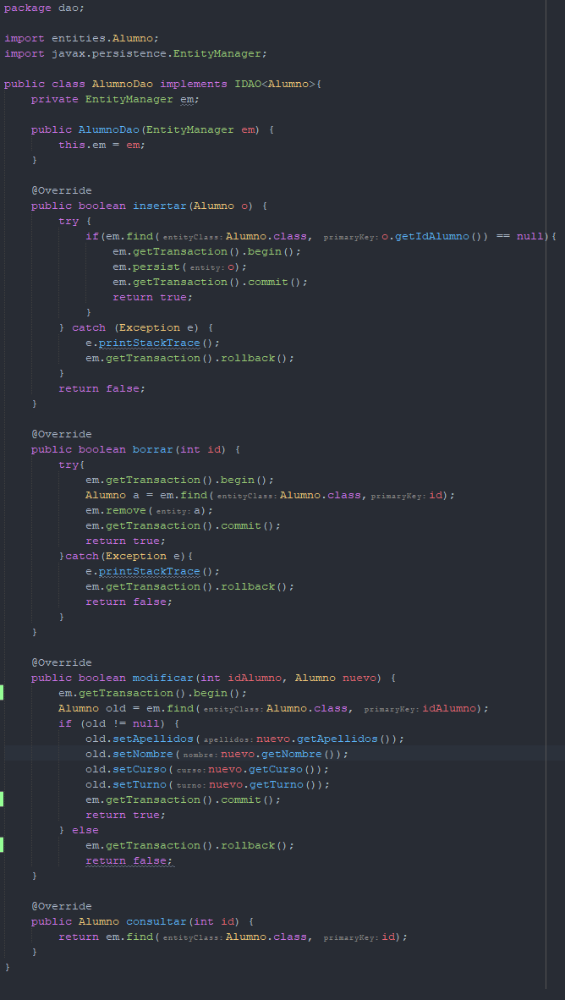 package dao;
import entities.Alumno;
import javax.persistence.EntityManager;
public class AlumnoDao implements IDAO<Alumno>{
    private EntityManager em;
    public AlumnoDao(EntityManager em) {
        this.em = em;
    }
    @Override
    public boolean insertar(Alumno o) {
        try {
            if(em.find( entityClass: Alumno.class,  primaryKey: o.getIdAlumno()) == null){
                em.getTransaction().begin();
                em.persist( entity: o);
                em.getTransaction().commit();
                return true;
            }
        } catch (Exception e) {
            e.printStackTrace();
            em.getTransaction().rollback();
        }
        return false;
    }
    @Override
    public boolean borrar(int id) {
        try{
            em.getTransaction().begin();
            Alumno a = em.find( entityClass: Alumno.class, primaryKey: id);
            em.remove( entity: a);
            em.getTransaction().commit();
            return true;
        }catch(Exception e){
            e.printStackTrace();
            em.getTransaction().rollback();
            return false;
        }
    }
    @Override
    public boolean modificar(int idAlumno, Alumno nuevo) {
        em.getTransaction().begin();
        Alumno old = em.find( entityClass: Alumno.class,  primaryKey: idAlumno);
        if (old != null) {
            old.setApellidos( apellidos: nuevo.getApellidos());
            old.setNombre( nombre: nuevo.getNombre());
            old.setCurso( curso: nuevo.getCurso());
            old.setTurno( turno: nuevo.getTurno());
            em.getTransaction().commit();
            return true;
        } else
            em.getTransaction().rollback();
            return false;
    }
    @Override
    public Alumno consultar(int id) {
        return em.find( entityClass: Alumno.class,  primaryKey: id);
    }
}